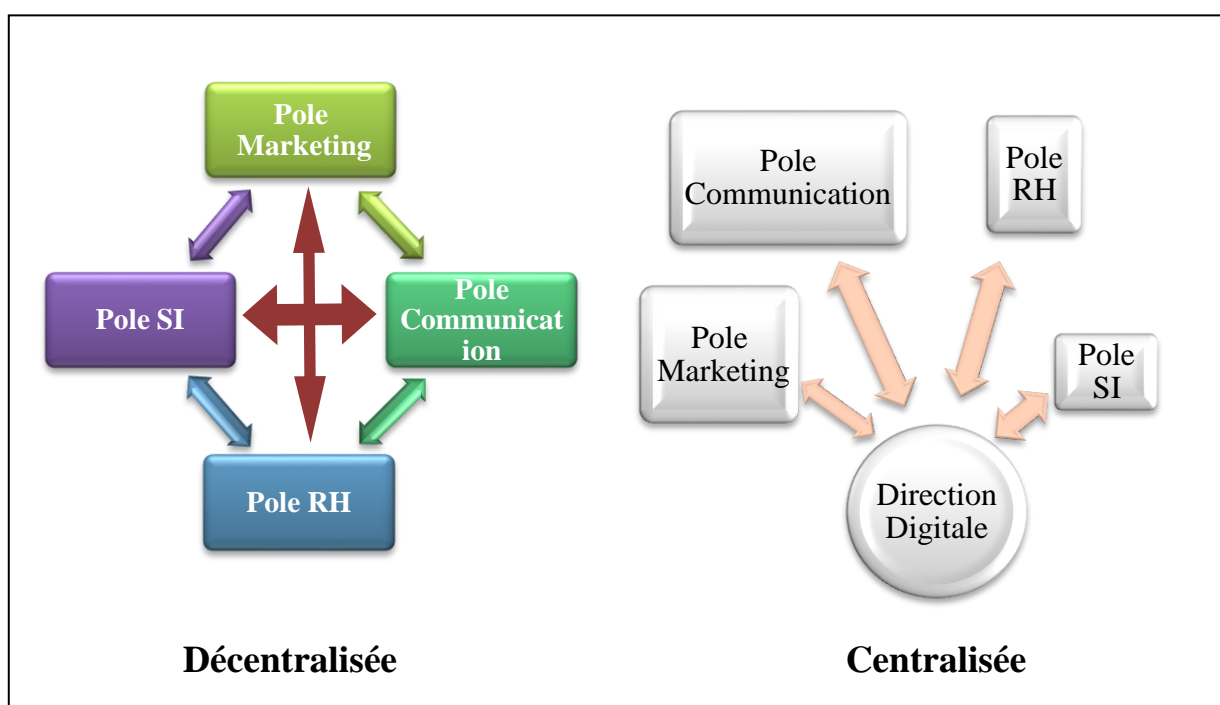 Pole
Marketing
Pole SI
Pole
Communicat
ion
Pole RH
Décentralisée
Pole
Communication
Pole
RH
Pole
Marketing
Pole
SI
Direction
Digitale
Centralisée